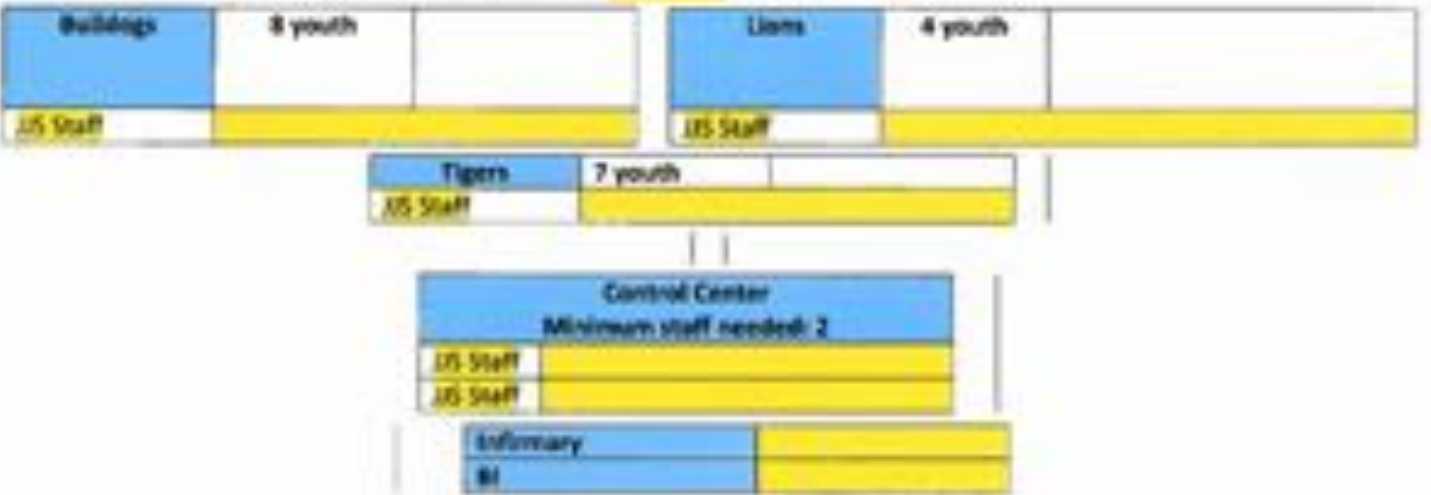 Bulldogs 8 youth
JJS Staff
Lions 4 youth
JJS Staff
Tigers 7 youth
JJS Staff
Control Center
Minimum staff needed: 2
JJS Staff
JJS Staff
Infirmary
BI